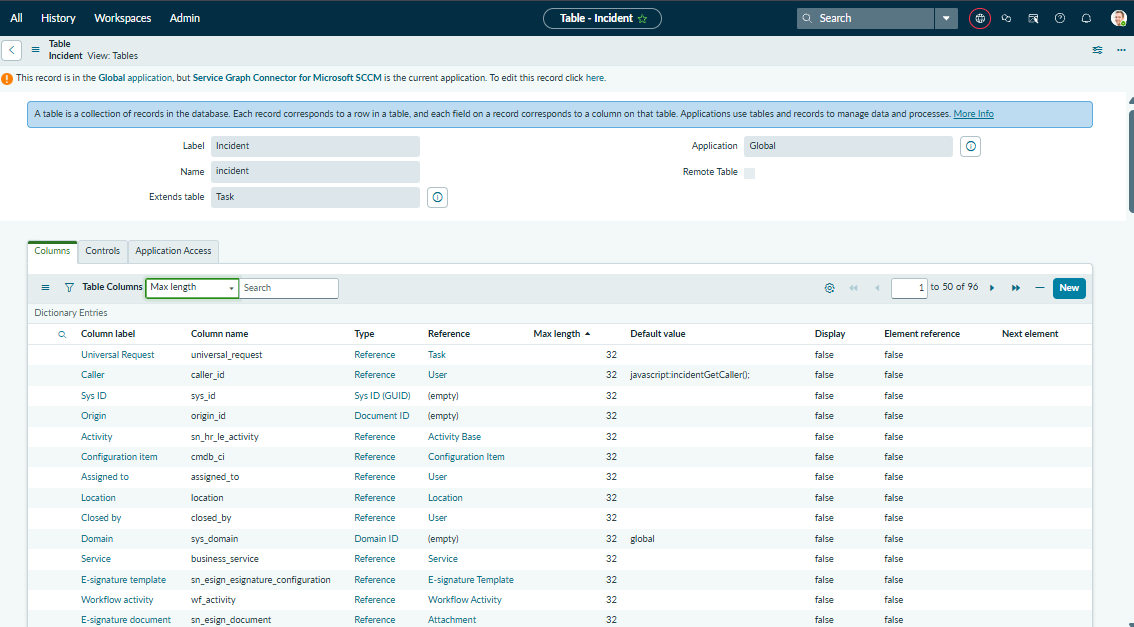 All History Workspaces Admin Table - Incident Search
Table
Incident View: Tables
This record is in the Global application, but Service Graph Connector for Microsoft SCCM is the current application. To edit this record click here.
A table is a collection of records in the database. Each record corresponds to a row in a table, and each field on a record corresponds to a column on that table. Applications use tables and records to manage data and processes. More Info
Label Incident Application Global
Name incident Remote Table
Extends table Task
Columns Controls Application Access
Table Columns Max length Search 1 to 50 of 96 New
Dictionary Entries
Column label Column name Type Reference Max length Default value Display Element reference Next element
Universal Request universal_request Reference Task 32 false false
Caller caller_id Reference User 32 javascript:incidentGetCaller(); false false
Sys ID sys_id Sys ID (GUID) (empty) 32 false false
Origin origin_id Document ID (empty) 32 false false
Activity sn_hr_le_activity Reference Activity Base 32 false false
Configuration item cmdb_ci Reference Configuration Item 32 false false
Assigned to assigned_to Reference User 32 false false
Location location Reference Location 32 false false
Closed by closed_by Reference User 32 false false
Domain sys_domain Domain ID (empty) 32 global false false
Service business_service Reference Service 32 false false
E-signature template sn_esign_esignature_configuration Reference E-signature Template 32 false false
Workflow activity wf_activity Reference Workflow Activity 32 false false
E-signature document sn_esign_document Reference Attachment 32 false false